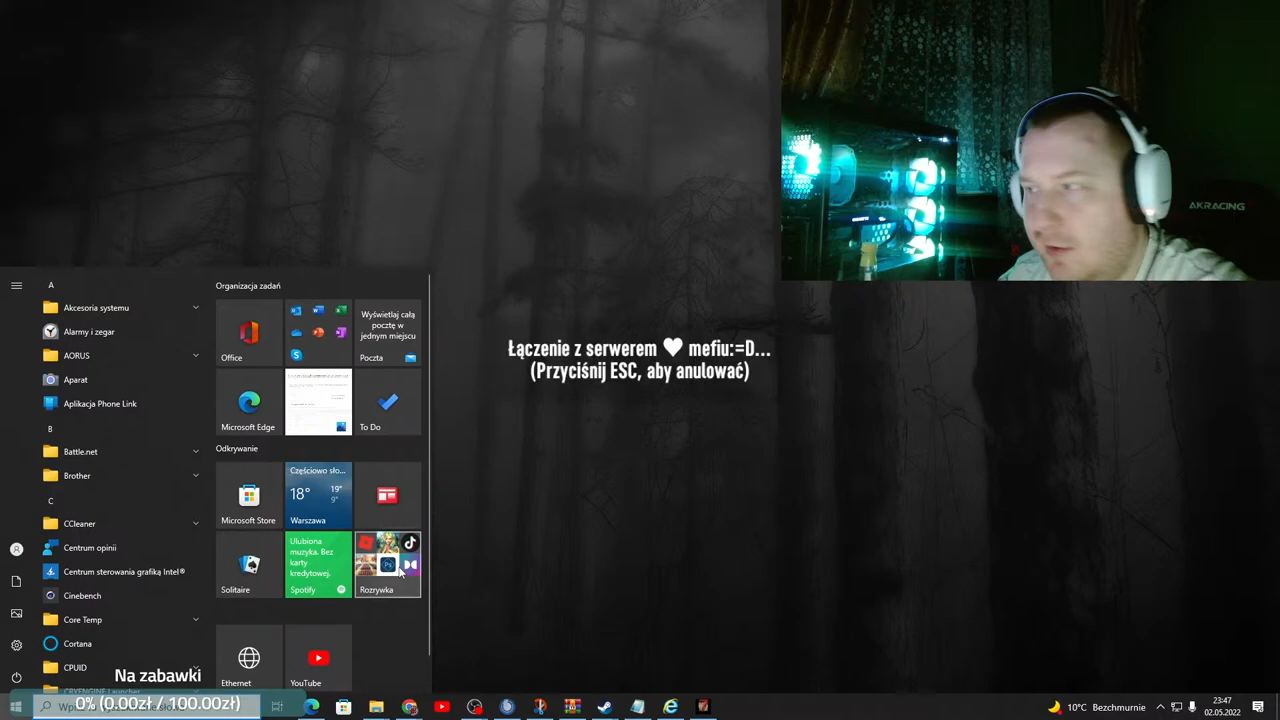 A
Akcesoria systemu
Alarmy i zegar
AORUS
Aparat
Aplikacja Phone Link
B
Battle.net
Brother
C
CCleaner
Centrum opinii
Centrum sterowania grafiką Intel®
Cinebench
Core Temp
Cortana
CPUID
CRYENGINE Launcher
Organizacja zadań
Office
Wyświetlaj całą
pocztę w
jednym miejscu
Poczta
Microsoft Edge
To Do
Odkrywanie
Microsoft Store
Częściowo sło...
18°
19°
9°
Warszawa
Solitaire
Ulubiona
muzyka. Bez
karty
kredytowej.
Spotify
Ps
Rozrywka
Ethernet
YouTube
Łączenie z serwerem ♥ mefiu:=D...
(Przyciśnij ESC, aby anulować)
AKRACING
Na zabawki
0% (0.00zł / 100.00zł)
10°C Bezchmurnie
23:47
02.05.2022